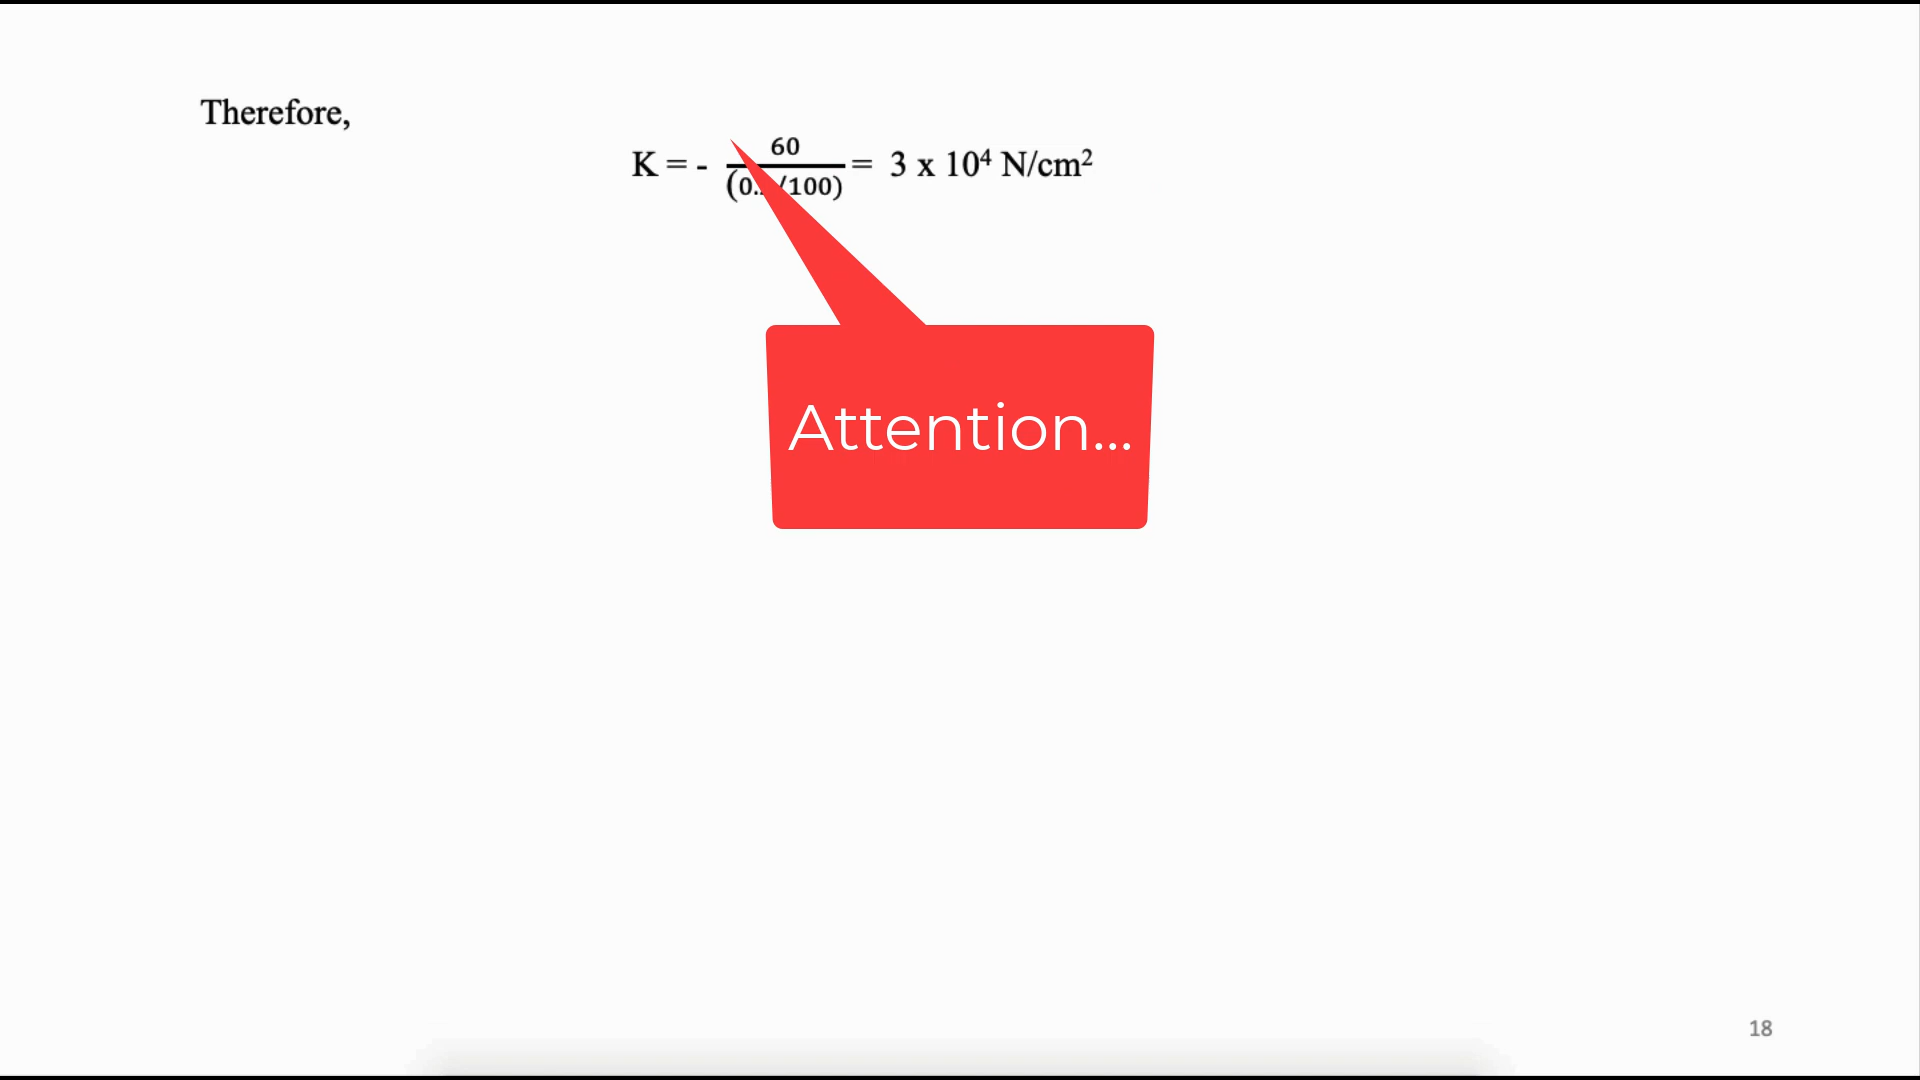 Therefore,
K = - 60/(0../100) = 3 x 10⁴ N/cm²
Attention...
18